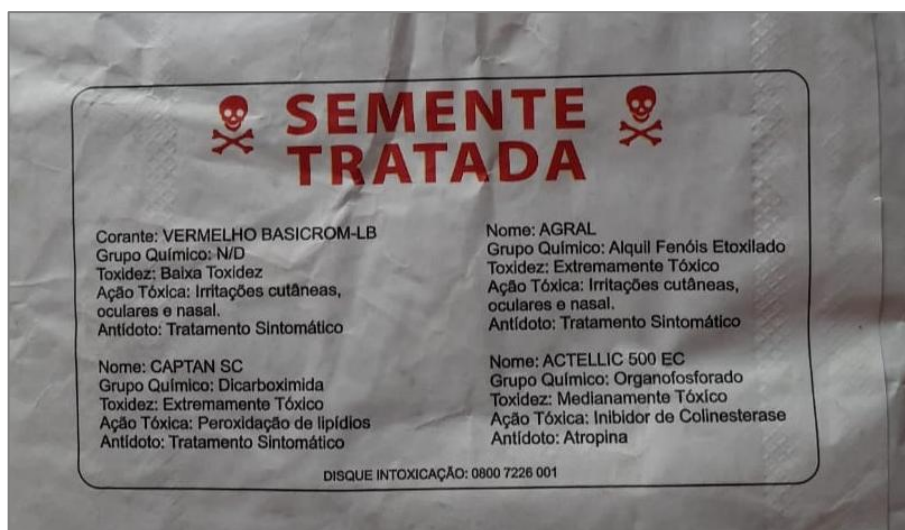 SEMENTE
TRATADA
Corante: VERMELHO BASICROM-LB
Grupo Químico: N/D
Toxidez: Baixa Toxidez
Ação Tóxica: Irritações cutâneas,
oculares e nasal.
Antídoto: Tratamento Sintomático
Nome: CAPTAN SC
Grupo Químico: Dicarboximida
Toxidez: Extremamente Tóxico
Ação Tóxica: Peroxidação de lipídios
Antídoto: Tratamento Sintomático
Nome: AGRAL
Grupo Químico: Alquil Fenóis Etoxilado
Toxidez: Extremamente Tóxico
Ação Tóxica: Irritações cutâneas,
oculares e nasal.
Antídoto: Tratamento Sintomático
Nome: ACTELLIC 500 EC
Grupo Químico: Organofosforado
Toxidez: Medianamente Tóxico
Ação Tóxica: Inibidor de Colinesterase
Antídoto: Atropina
DISQUE INTOXICAÇÃO: 0800 7226 001